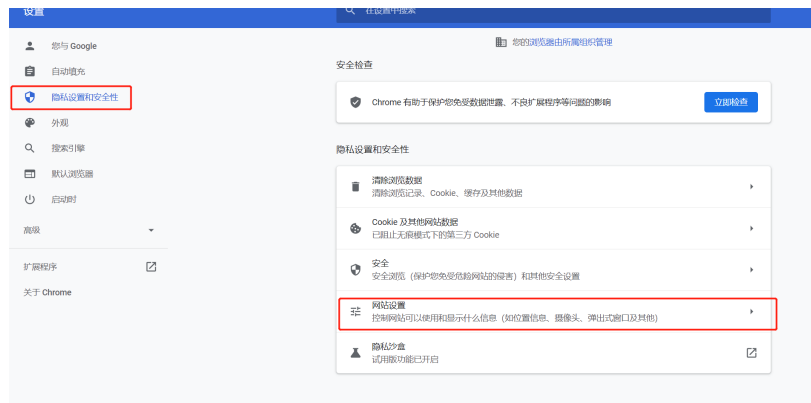 设置
在设置中搜索
您与 Google
自动填充
隐私设置和安全性
外观
搜索引擎
默认浏览器
启动时
高级
扩展程序
关于 Chrome
您的浏览器由所属组织管理
安全检查
Chrome 有助于保护您免受数据泄露、不良扩展程序等问题的影响
立即检查
隐私设置和安全性
清除浏览数据
清除浏览记录、Cookie、缓存及其他数据
Cookie 及其他网站数据
已阻止无痕模式下的第三方 Cookie
安全
安全浏览（保护您免受危险网站的侵害）和其他安全设置
网站设置
控制网站可以使用和显示什么信息（如位置信息、摄像头、弹出式窗口及其他）
隐私沙盒
试用版功能已开启